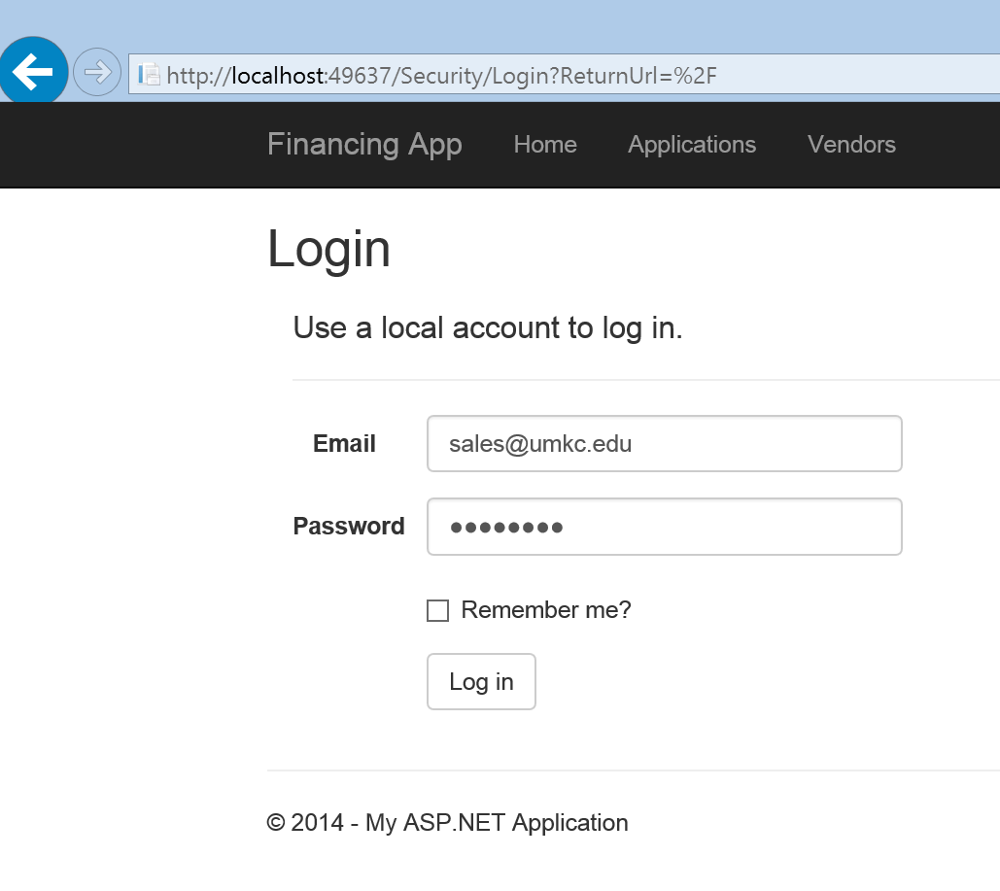 http://localhost:49637/Security/Login?ReturnUrl=%2F
Financing App Home Applications Vendors
Login
Use a local account to log in.
Email sales@umkc.edu
Password ●●●●●●●●
Remember me?
Log in
© 2014 - My ASP.NET Application